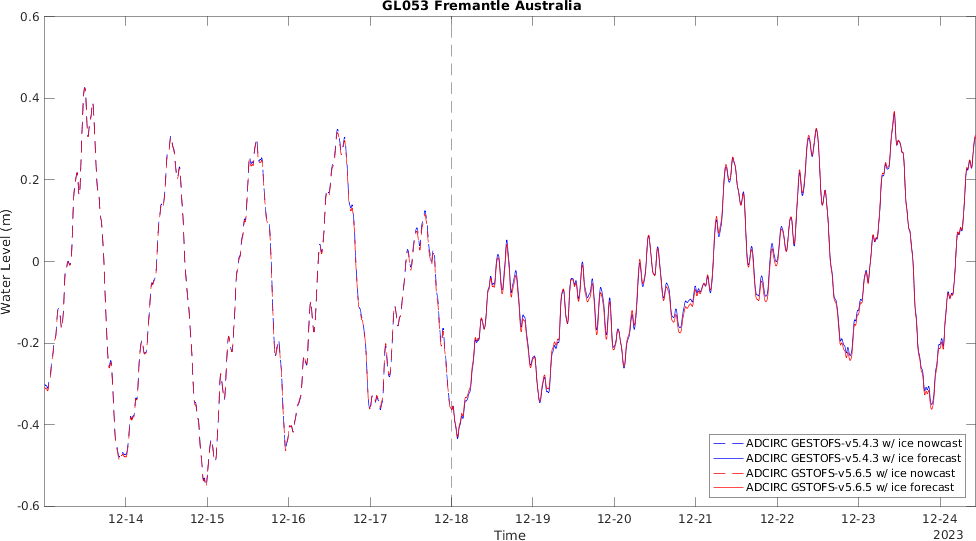 GL053 Fremantle Australia
0.6
0.4
0.2
0
-0.2
-0.4
-0.6
Water Level (m)
12-14
12-15
12-16
12-17
12-18
12-19
12-20
12-21
12-22
12-23
12-24
Time
2023
ADCIRC GESTOFS-v5.4.3 w/ ice nowcast
ADCIRC GESTOFS-v5.4.3 w/ ice forecast
ADCIRC GSTOFS-v5.6.5 w/ ice nowcast
ADCIRC GSTOFS-v5.6.5 w/ ice forecast